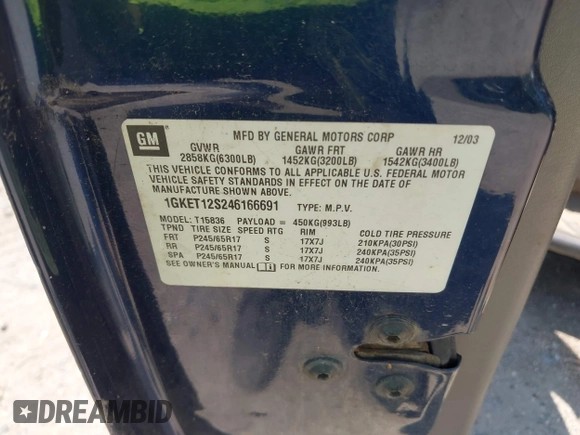 GM
MFD BY GENERAL MOTORS CORP 12/03
GVWR GAWR FRT GAWR RR
2858KG(6300LB) 1452KG(3200LB) 1542KG(3400LB)
THIS VEHICLE CONFORMS TO ALL APPLICABLE U.S. FEDERAL MOTOR
VEHICLE SAFETY STANDARDS IN EFFECT ON THE DATE OF
MANUFACTURE SHOWN ABOVE.
1GKET12S246166691 TYPE: M.P.V.
MODEL: T15836 PAYLOAD = 450KG(993LB)
TPND TIRE SIZE SPEED RTG RIM COLD TIRE PRESSURE
FRT P245/65R17 S 17X7J 210KPA(30PSI)
RR P245/65R17 S 17X7J 240KPA(35PSI)
SPA P245/65R17 S 17X7J 240KPA(35PSI)
SEE OWNER'S MANUAL FOR MORE INFORMATION.
DREAMBID